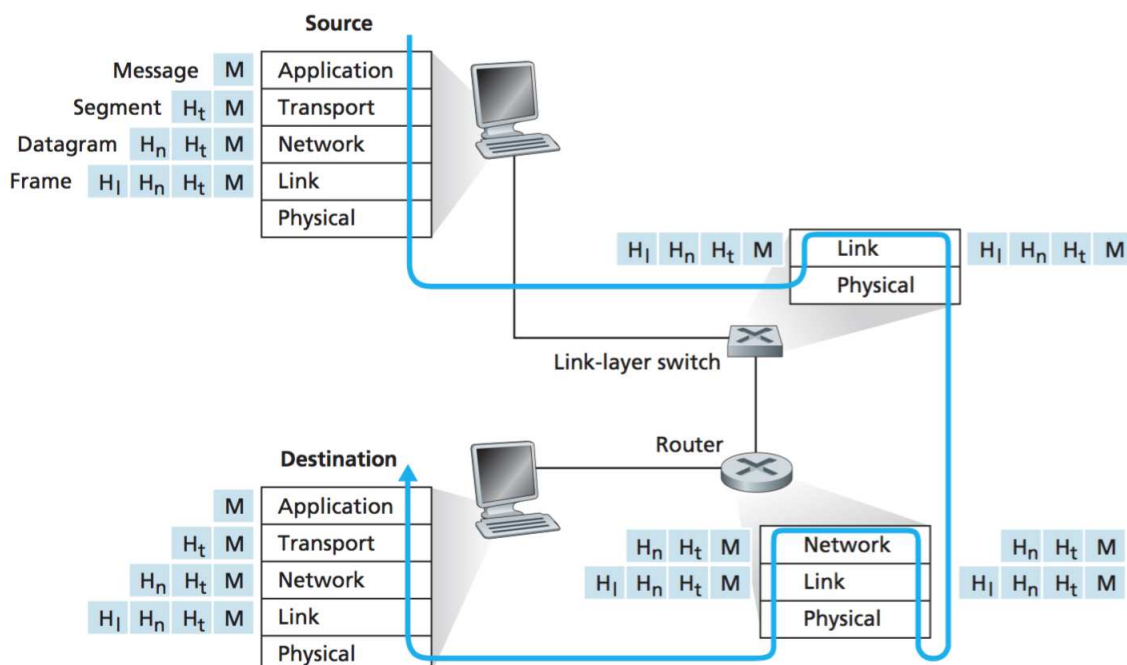 Source
Message M Application
Segment Ht M Transport
Datagram Hn Ht M Network
Frame Hl Hn Ht M Link
Physical
Hl Hn Ht M Link Hl Hn Ht M
Physical
Link-layer switch
Router
Destination
M Application
Ht M Transport
Hn Ht M Network
Hl Hn Ht M Link
Physical
Hn Ht M Network Hn Ht M
Hl Hn Ht M Link Hl Hn Ht M
Physical